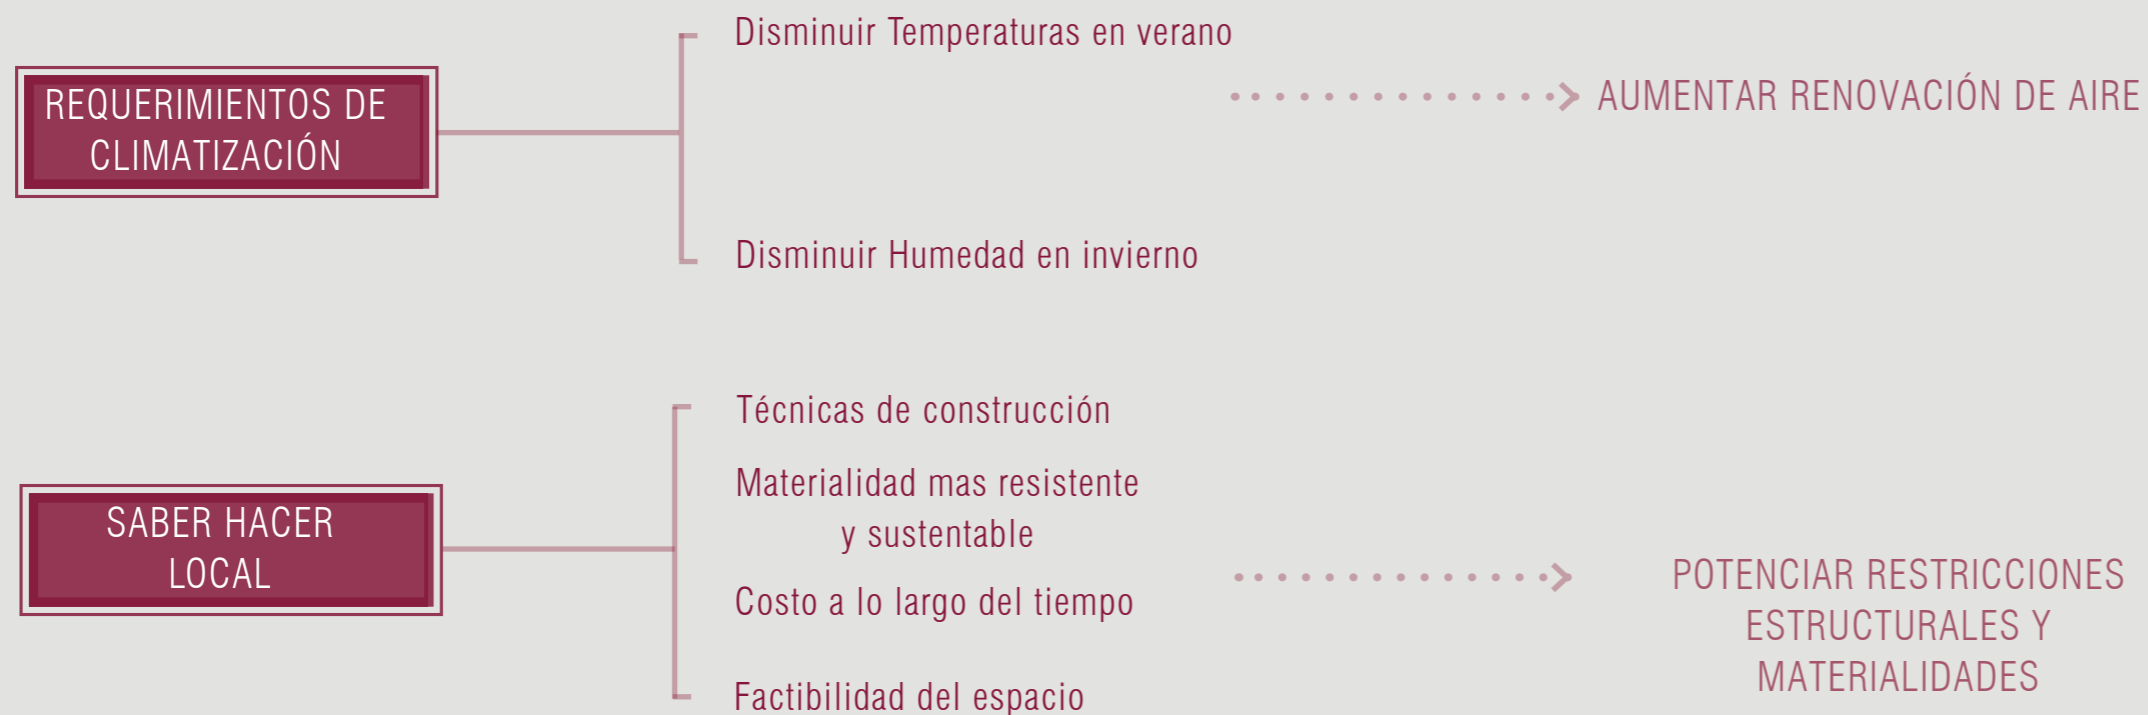 REQUERIMIENTOS DE
CLIMATIZACIÓN
Disminuir Temperaturas en verano
Disminuir Humedad en invierno
AUMENTAR RENOVACIÓN DE AIRE
SABER HACER
LOCAL
Técnicas de construcción
Materialidad mas resistente
y sustentable
Costo a lo largo del tiempo
Factibilidad del espacio
POTENCIAR RESTRICCIONES
ESTRUCTURALES Y
MATERIALIDADES